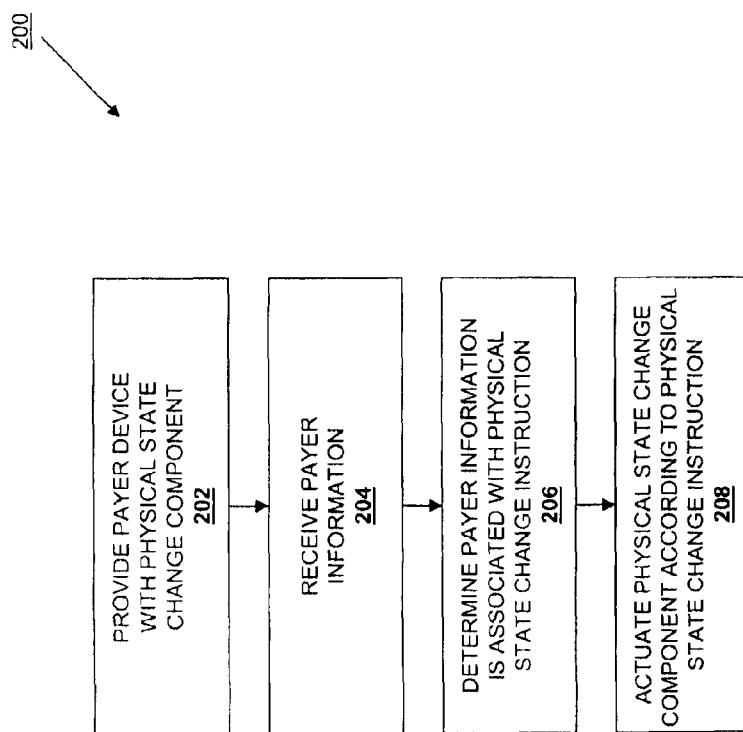 200
PROVIDE PAYER DEVICE
WITH PHYSICAL STATE
CHANGE COMPONENT
202
RECEIVE PAYER
INFORMATION
204
DETERMINE PAYER INFORMATION
IS ASSOCIATED WITH PHYSICAL
STATE CHANGE INSTRUCTION
206
ACTUATE PHYSICAL STATE CHANGE
COMPONENT ACCORDING TO PHYSICAL
STATE CHANGE INSTRUCTION
208